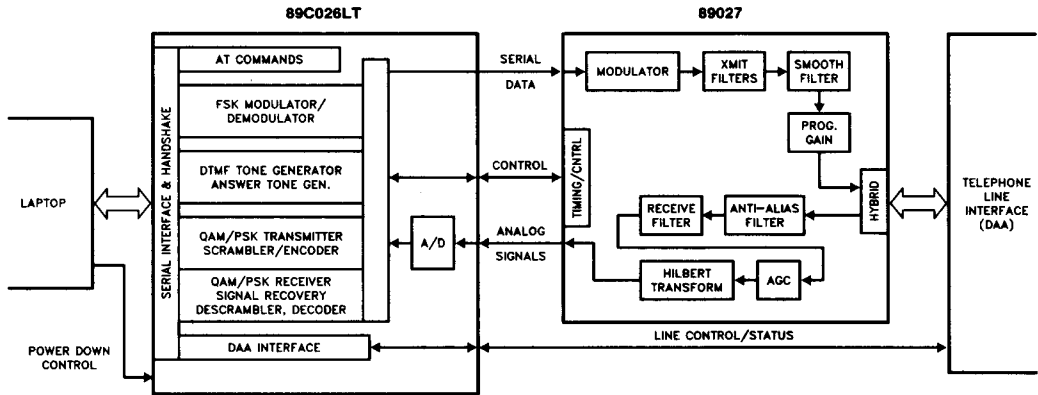 89C026LT
89027
LAPTOP
POWER DOWN
CONTROL
SERIAL INTERFACE & HANDSHAKE
AT COMMANDS
FSK MODULATOR/
DEMODULATOR
DTMF TONE GENERATOR
ANSWER TONE GEN.
QAM/PSK TRANSMITTER
SCRAMBLER/ENCODER
QAM/PSK RECEIVER
SIGNAL RECOVERY
DESCRAMBLER, DECODER
DAA INTERFACE
A/D
SERIAL
DATA
CONTROL
ANALOG
SIGNALS
TIMING/CNTRL
MODULATOR
XMIT
FILTERS
SMOOTH
FILTER
PROG.
GAIN
HYBRID
RECEIVE
FILTER
ANTI-ALIAS
FILTER
HILBERT
TRANSFORM
AGC
LINE CONTROL/STATUS
TELEPHONE
LINE
INTERFACE
(DAA)